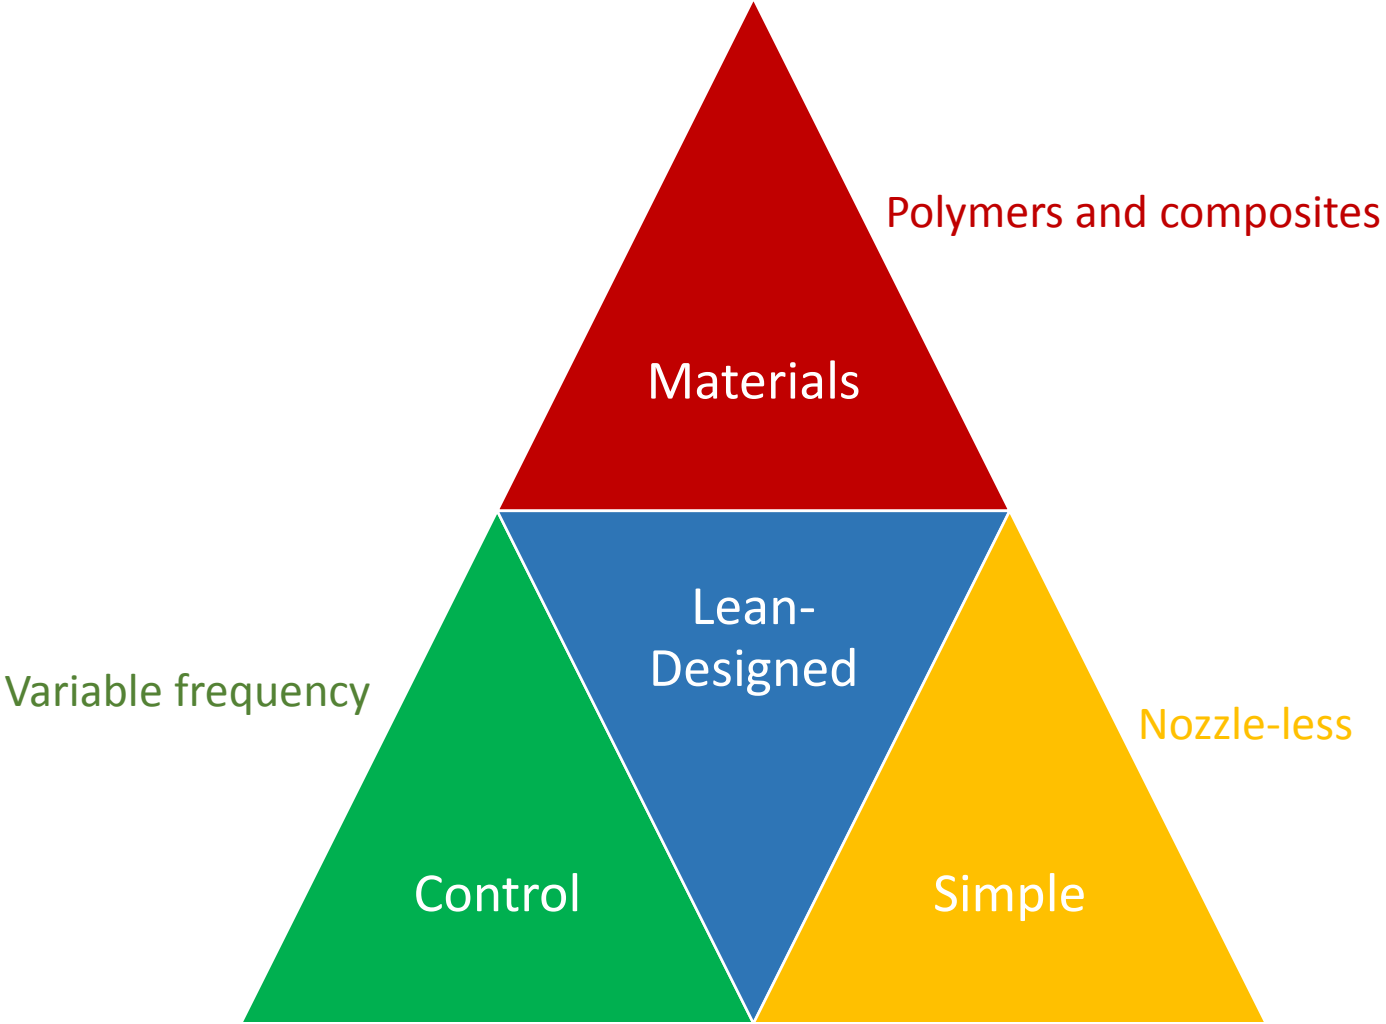 Polymers and composites
Materials
Lean-
Designed
Variable frequency
Nozzle-less
Control
Simple